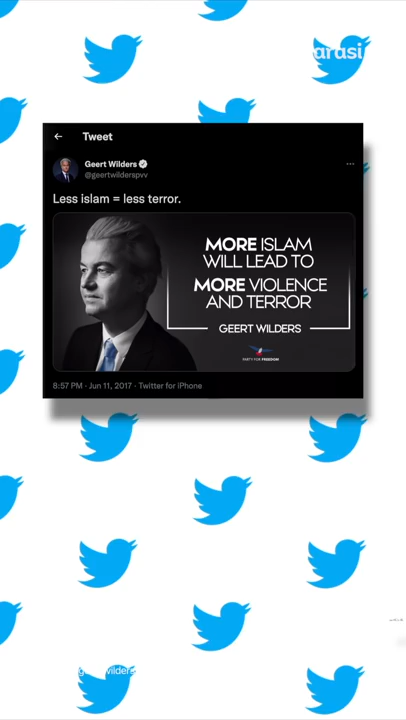 arasi
Tweet
Geert Wilders
@geertwilderspvv
Less islam = less terror.
MORE ISLAM
WILL LEAD TO
MORE VIOLENCE
AND TERROR
GEERT WILDERS
PARTY FOR FREEDOM
8:57 PM · Jun 11, 2017 · Twitter for iPhone